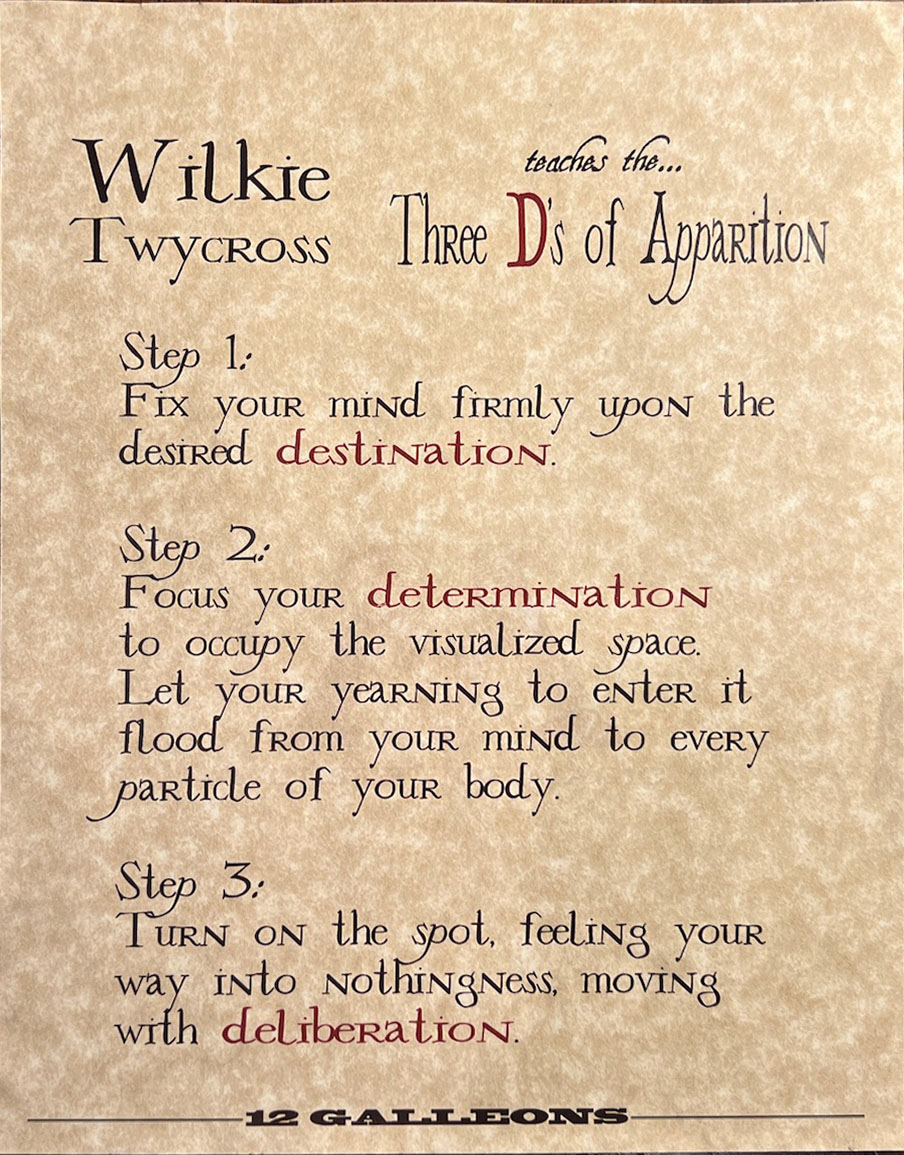 Wilkie
Twycross
teaches the...
Three D's of Apparition
Step 1:
Fix your mind firmly upon the
desired destination.
Step 2:
Focus your determination
to occupy the visualized space.
Let your yearning to enter it
flood from your mind to every
particle of your body.
Step 3:
Turn on the spot, feeling your
way into nothingness, moving
with deliberation.
12 GALLEONS